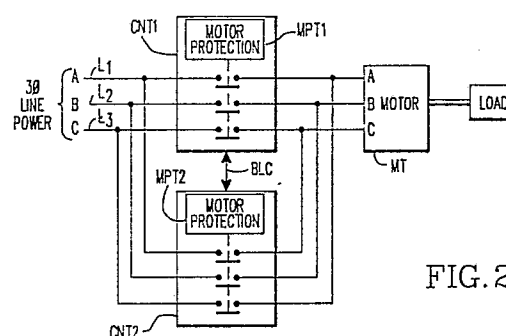 CNT1
MOTOR
PROTECTION
MPT1
3Ø
LINE
POWER
A
L1
B
L2
C
L3
A
B MOTOR
C
LOAD
MT
BLC
MPT2
MOTOR
PROTECTION
CNT2
FIG. 2